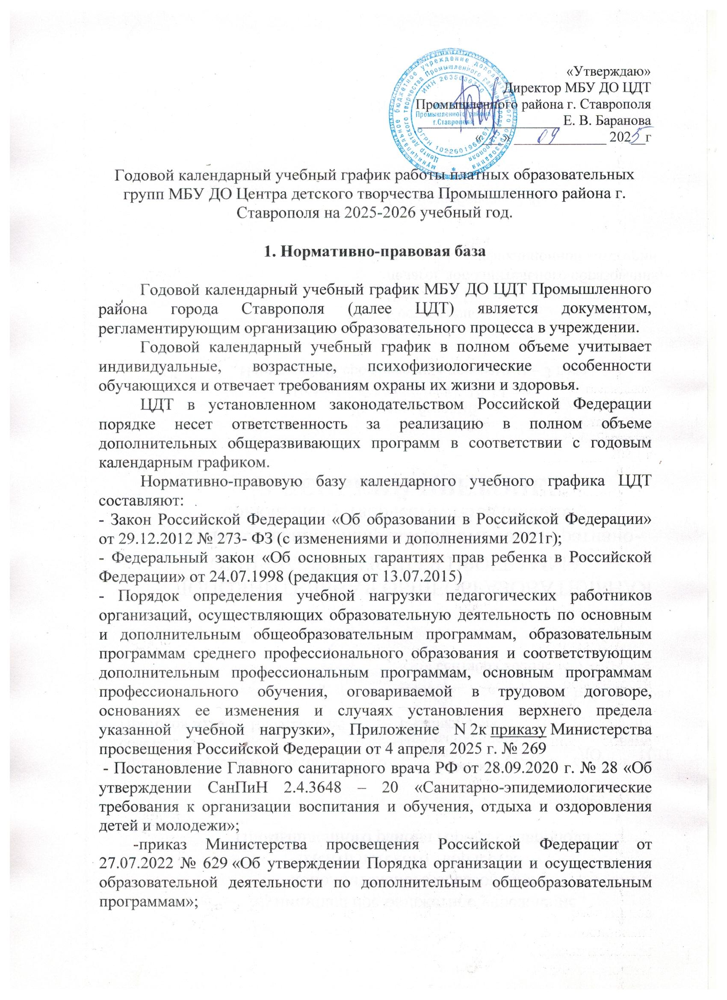 «Утверждаю»
Директор МБУ ДО ЦДТ
Промышленного района г. Ставрополя
Е. В. Баранова
« » 09 2025 г
муниципальное бюджетное учреждение дополнительного образования
Центр детского творчества Промышленного района города Ставрополя
ИНН 2635036330
Промышленного района
г.Ставрополя
ОГРН 1022601968267
Годовой календарный учебный график работы платных образовательных
групп МБУ ДО Центра детского творчества Промышленного района г.
Ставрополя на 2025-2026 учебный год.
1. Нормативно-правовая база
Годовой календарный учебный график МБУ ДО ЦДТ Промышленного
района города Ставрополя (далее ЦДТ) является документом,
регламентирующим организацию образовательного процесса в учреждении.
Годовой календарный учебный график в полном объеме учитывает
индивидуальные, возрастные, психофизиологические особенности
обучающихся и отвечает требованиям охраны их жизни и здоровья.
ЦДТ в установленном законодательством Российской Федерации
порядке несет ответственность за реализацию в полном объеме
дополнительных общеразвивающих программ в соответствии с годовым
календарным графиком.
Нормативно-правовую базу календарного учебного графика ЦДТ
составляют:
- Закон Российской Федерации «Об образовании в Российской Федерации»
от 29.12.2012 № 273- ФЗ (с изменениями и дополнениями 2021г);
- Федеральный закон «Об основных гарантиях прав ребенка в Российской
Федерации» от 24.07.1998 (редакция от 13.07.2015)
- Порядок определения учебной нагрузки педагогических работников
организаций, осуществляющих образовательную деятельность по основным
и дополнительным общеобразовательным программам, образовательным
программам среднего профессионального образования и соответствующим
дополнительным профессиональным программам, основным программам
профессионального обучения, оговариваемой в трудовом договоре,
основаниях ее изменения и случаях установления верхнего предела
указанной учебной нагрузки», Приложение N 2к приказу Министерства
просвещения Российской Федерации от 4 апреля 2025 г. № 269
- Постановление Главного санитарного врача РФ от 28.09.2020 г. № 28 «Об
утверждении СанПиН 2.4.3648 – 20 «Санитарно-эпидемиологические
требования к организации воспитания и обучения, отдыха и оздоровления
детей и молодежи»;
-приказ Министерства просвещения Российской Федерации от
27.07.2022 № 629 «Об утверждении Порядка организации и осуществления
образовательной деятельности по дополнительным общеобразовательным
программам»;